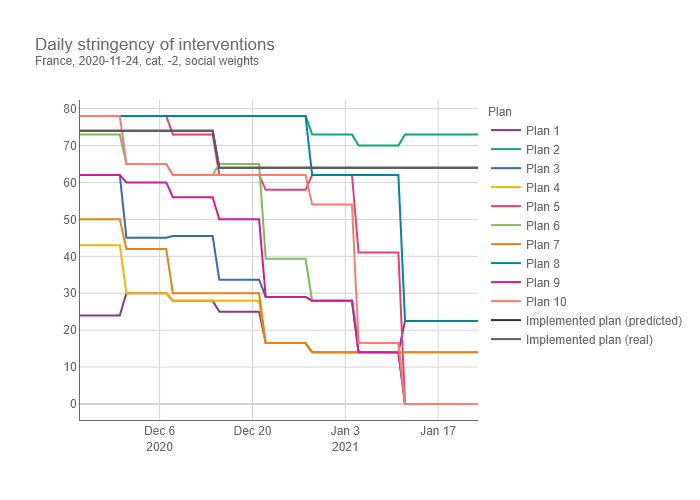 Daily stringency of interventions
France, 2020-11-24, cat. -2, social weights
80
70
60
50
40
30
20
10
0
Dec 6
2020
Dec 20
Jan 3
2021
Jan 17
Plan
Plan 1
Plan 2
Plan 3
Plan 4
Plan 5
Plan 6
Plan 7
Plan 8
Plan 9
Plan 10
Implemented plan (predicted)
Implemented plan (real)